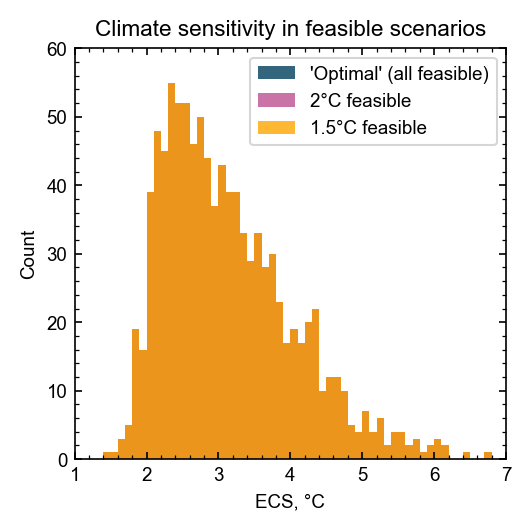 Climate sensitivity in feasible scenarios
'Optimal' (all feasible)
2°C feasible
1.5°C feasible
60
50
40
30
20
10
0
Count
1 2 3 4 5 6 7
ECS, °C